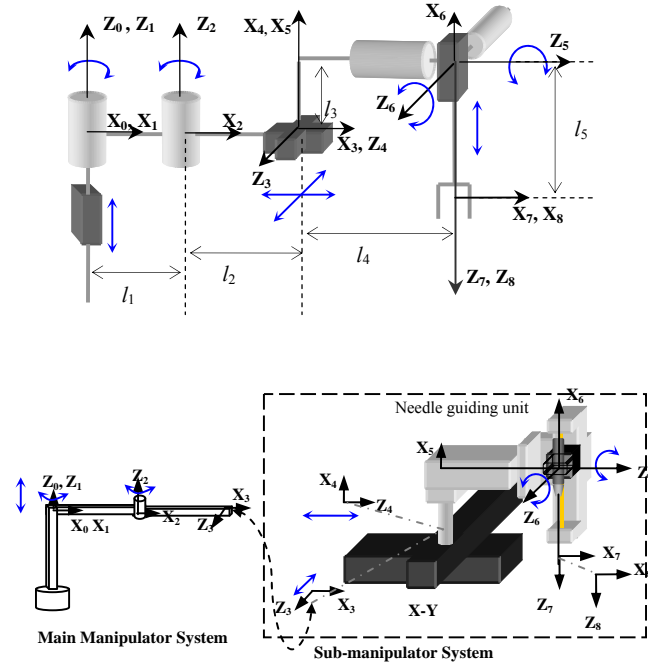 Z0 , Z1
Z2
X4, X5
X6
Z5
X0, X1
X2
l3
Z6
l5
Z3
X3, Z4
X7, X8
l1
l2
l4
Z7, Z8
Needle guiding unit
X6
X5
Z
X4
Z4
Z6
Z0, Z1
Z2
X3
X0 X1
X2
Z3
X7
X
Z3
X3
X-Y
Z7
Z8
Main Manipulator System
Sub-manipulator System